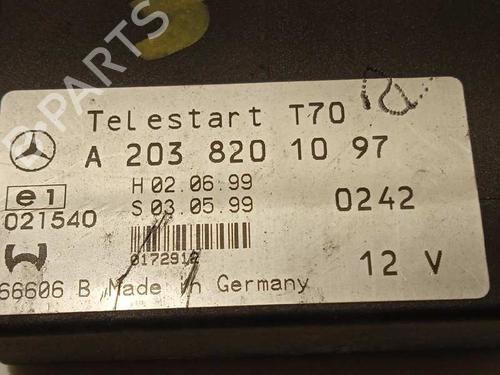 Telestart T70
A 203 820 10 97
H 02.06.99
S 03.05.99
0242
e1
021540
0172912
12 V
66606 B Made in Germany
B-PARTS